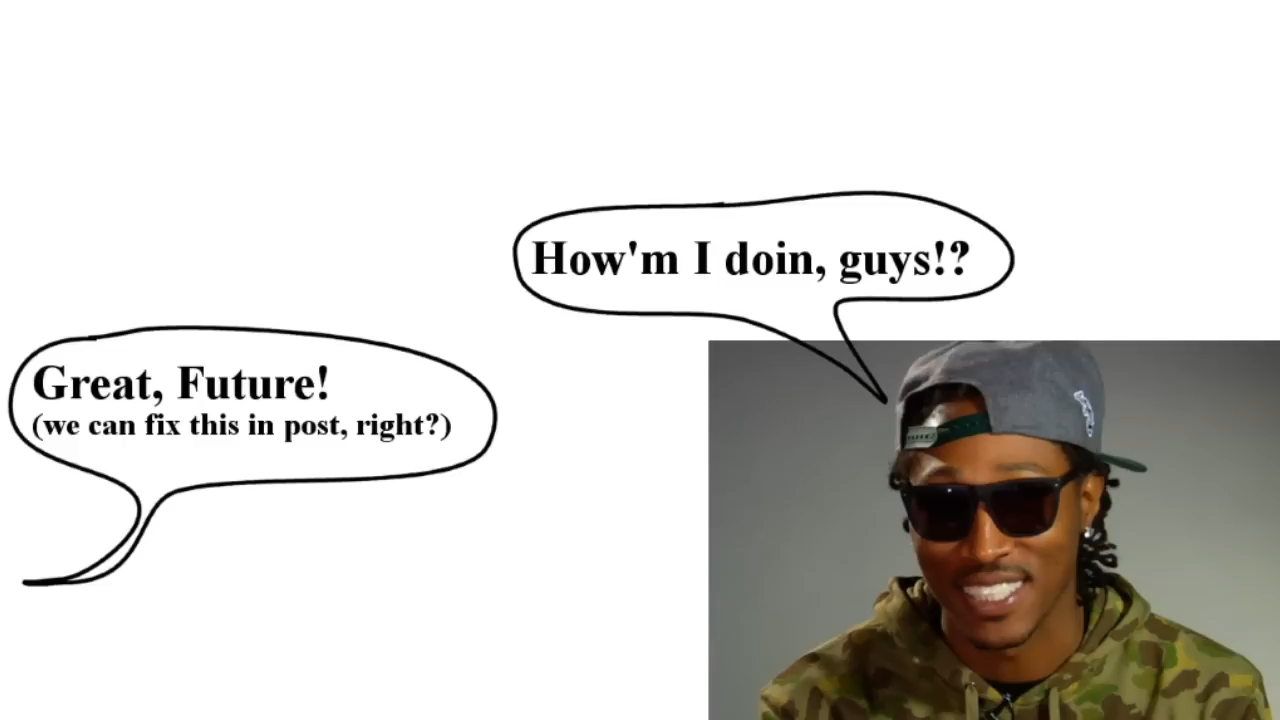 How'm I doin, guys!?
Great, Future!
(we can fix this in post, right?)